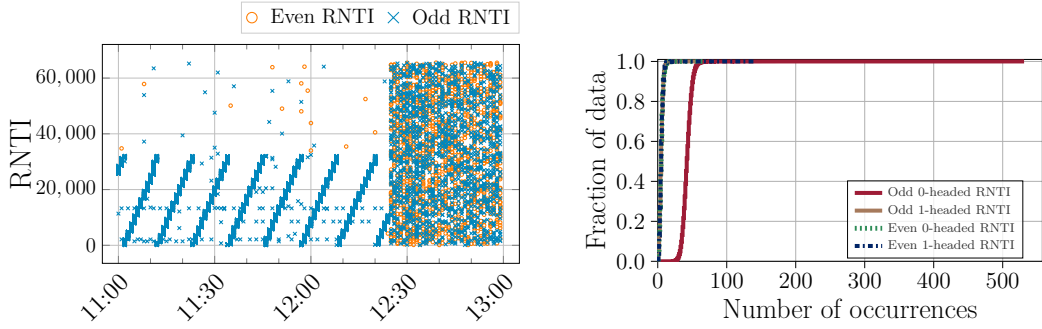 Even RNTI Odd RNTI
60,000
40,000
20,000
0
RNTI
11:00 11:30 12:00 12:30 13:00
1.0
0.8
0.6
0.4
0.2
0.0
Fraction of data
Odd 0-headed RNTI
Odd 1-headed RNTI
Even 0-headed RNTI
Even 1-headed RNTI
0 100 200 300 400 500
Number of occurrences